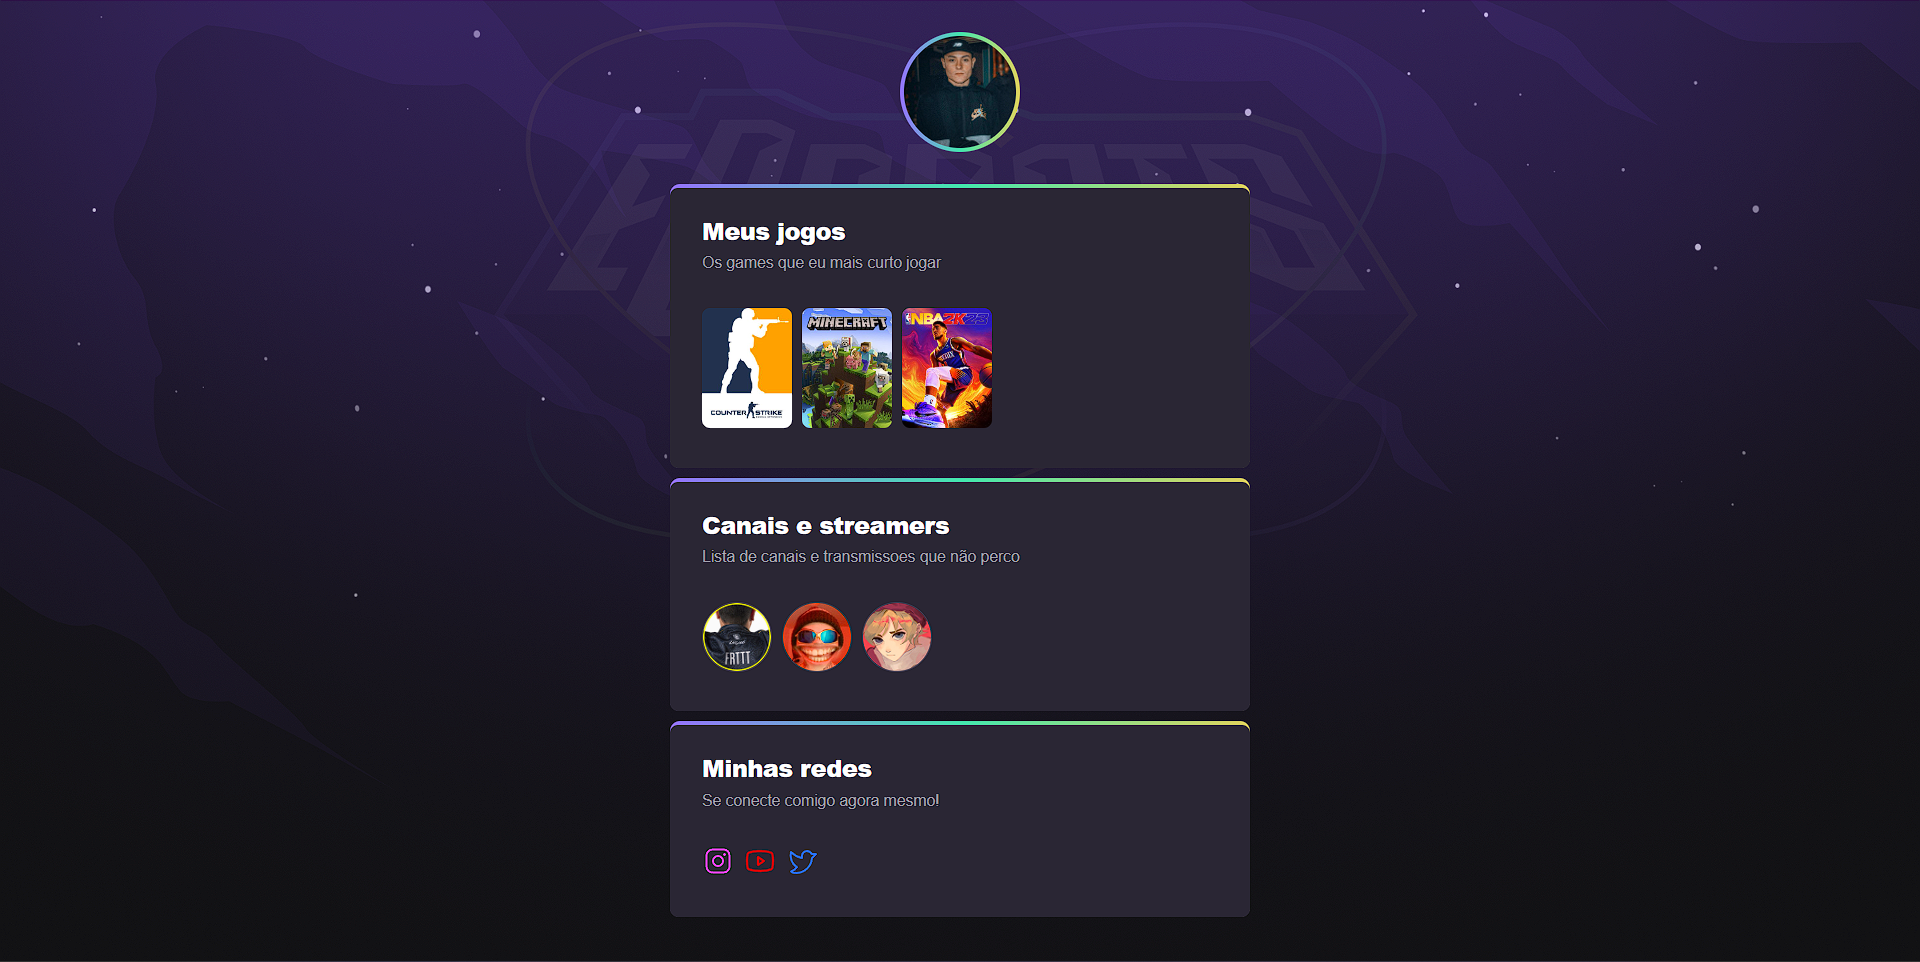 Meus jogos
Os games que eu mais curto jogar
COUNTER STRIKE
MINECRAFT
NBA 2K23
Canais e streamers
Lista de canais e transmissoes que não perco
FRTTT
Minhas redes
Se conecte comigo agora mesmo!